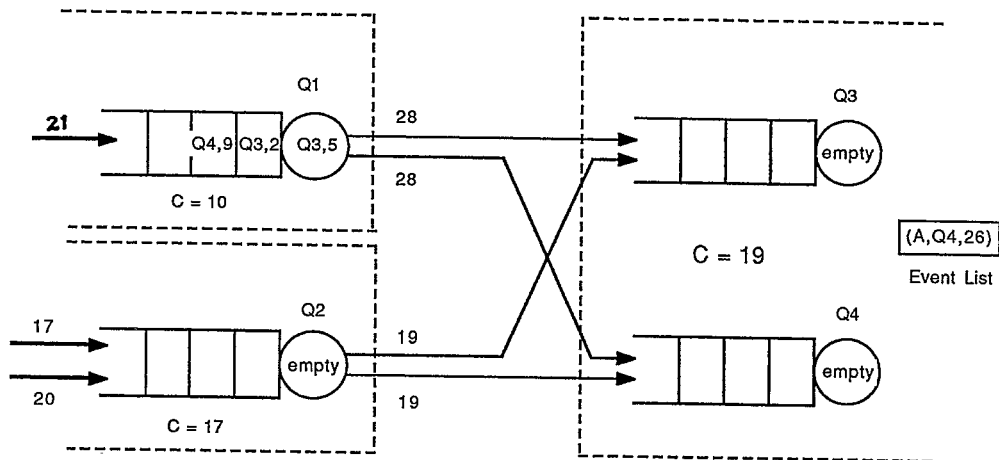 Q1
21
Q4,9
Q3,2
Q3,5
C = 10
28
28
Q3
empty
C = 19
(A,Q4,26)
Event List
Q2
17
20
empty
C = 17
19
19
Q4
empty